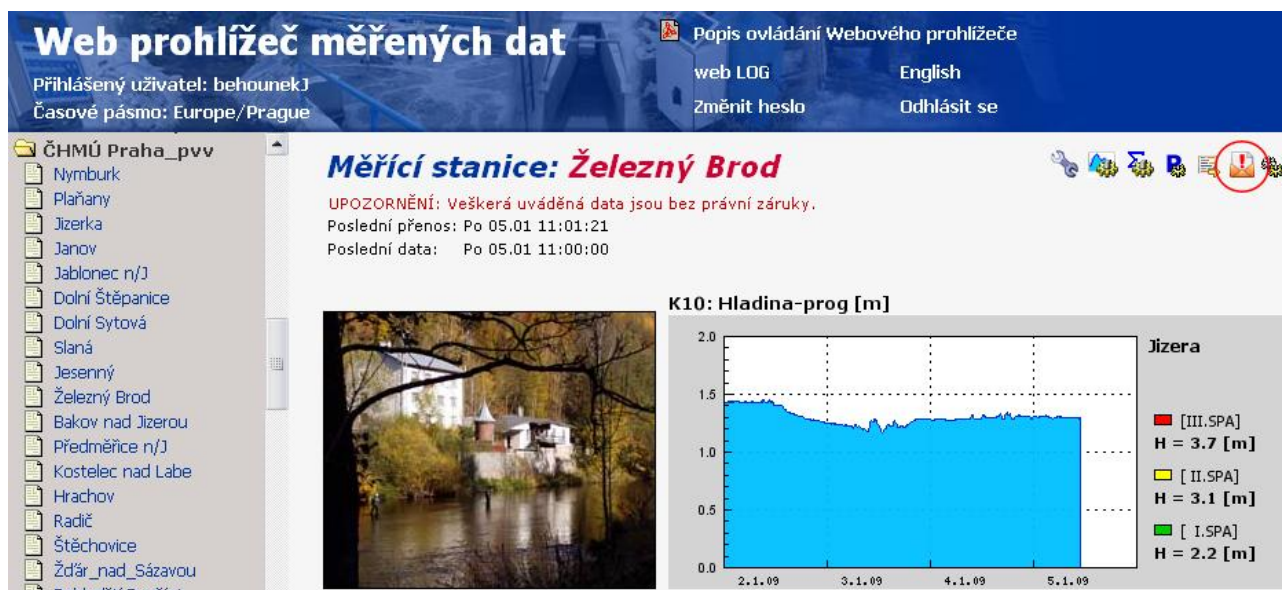 Web prohlížeč měřených dat
Přihlášený uživatel: behounekJ
Časové pásmo: Europe/Prague
Popis ovládání Webového prohlížeče
web LOG English
Změnit heslo Odhlásit se
ČHMÚ Praha_pvv
Nymburk
Plaňany
Jizerka
Janov
Jablonec n/J
Dolní Štěpanice
Dolní Sytová
Slaná
Jesenný
Železný Brod
Bakov nad Jizerou
Předměřice n/J
Kostelec nad Labe
Hrachov
Radič
Štěchovice
Žďár_nad_Sázavou
Měřící stanice: Železný Brod
UPOZORNĚNÍ: Veškerá uváděná data jsou bez právní záruky.
Poslední přenos: Po 05.01 11:01:21
Poslední data: Po 05.01 11:00:00
K10: Hladina-prog [m]
2.0
1.5
1.0
0.5
0.0
2.1.09 3.1.09 4.1.09 5.1.09
Jizera
[III.SPA]
H = 3.7 [m]
[ II.SPA]
H = 3.1 [m]
[ I.SPA]
H = 2.2 [m]